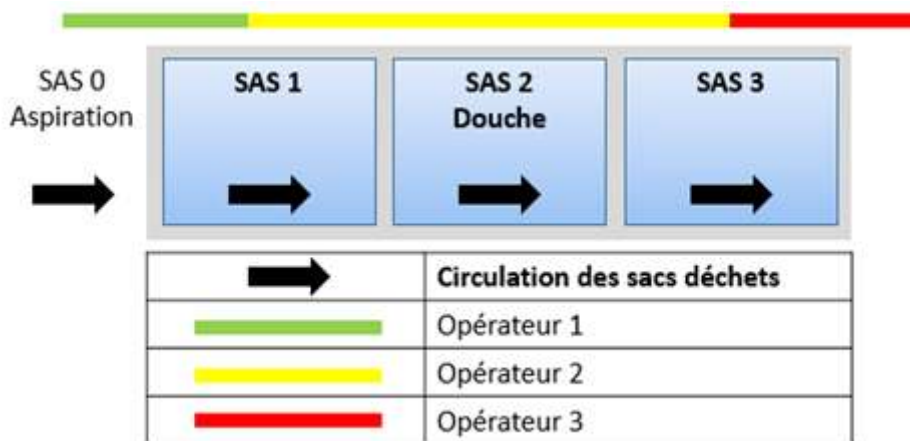 SAS 0
Aspiration
SAS 1
SAS 2
Douche
SAS 3
Circulation des sacs déchets
Opérateur 1
Opérateur 2
Opérateur 3